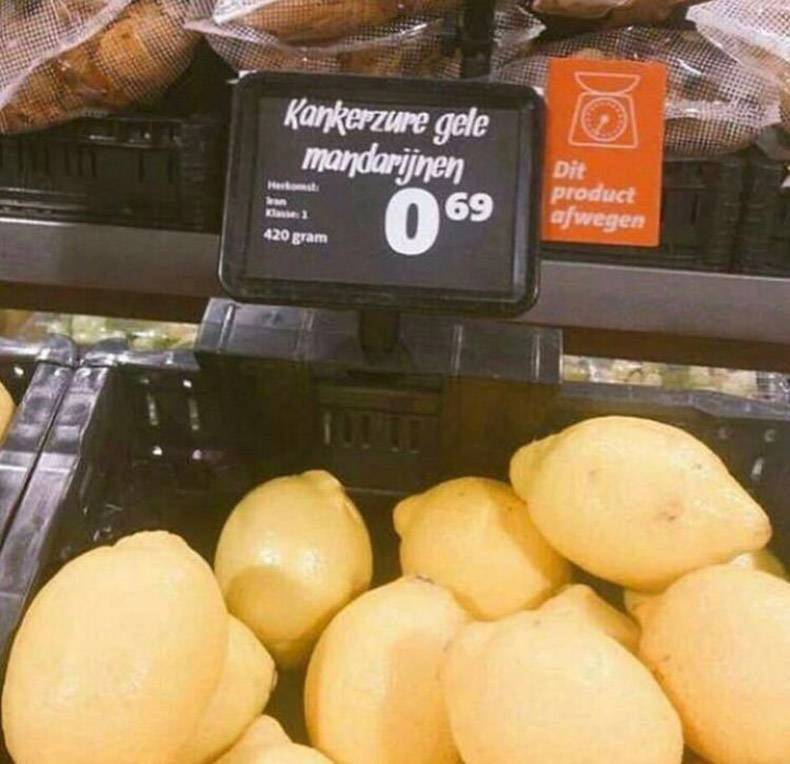 Kankerzure gele
mandarijnen
Herkomst:
Iran
Klasse: 1
420 gram
0 69
Dit
product
afwegen